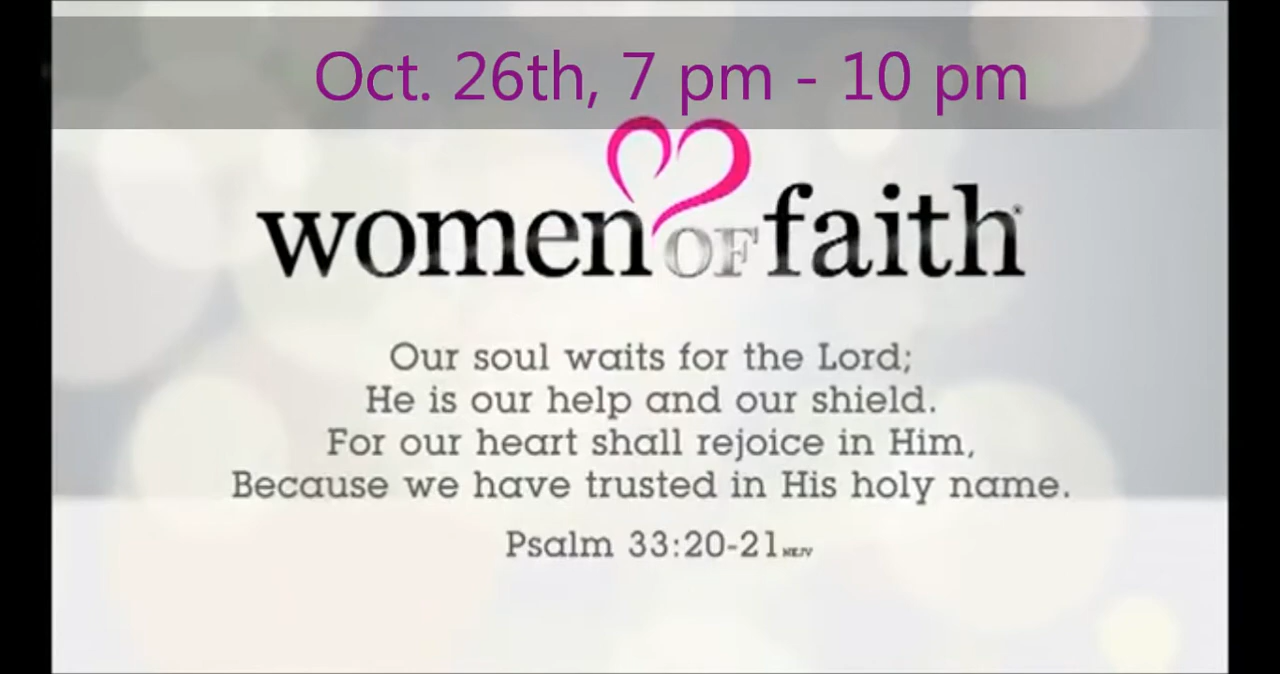 Oct. 26th, 7 pm - 10 pm
women OF faith®
Our soul waits for the Lord;
He is our help and our shield.
For our heart shall rejoice in Him,
Because we have trusted in His holy name.
Psalm 33:20-21 NKJV